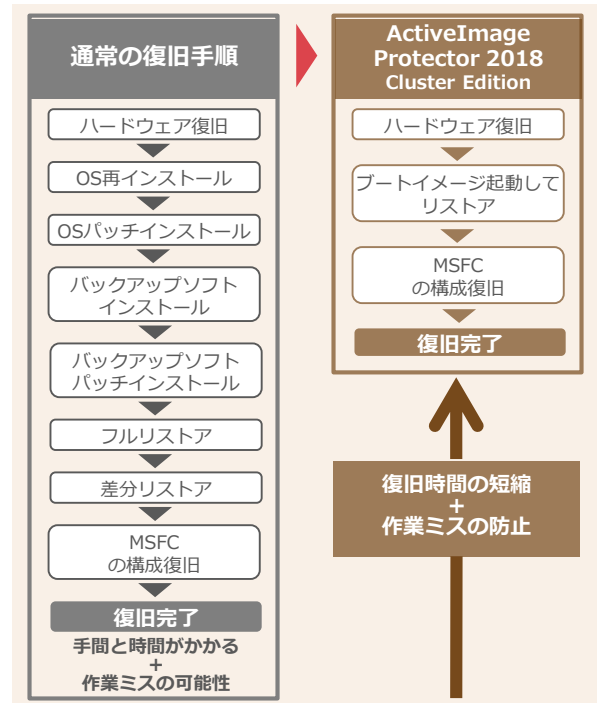 通常の復旧手順
ハードウェア復旧
OS再インストール
OSパッチインストール
バックアップソフト
インストール
バックアップソフト
パッチインストール
フルリストア
差分リストア
MSFC
の構成復旧
復旧完了
手間と時間がかかる
+
作業ミスの可能性
ActiveImage
Protector 2018
Cluster Edition
ハードウェア復旧
ブートイメージ起動して
リストア
MSFC
の構成復旧
復旧完了
復旧時間の短縮
+
作業ミスの防止